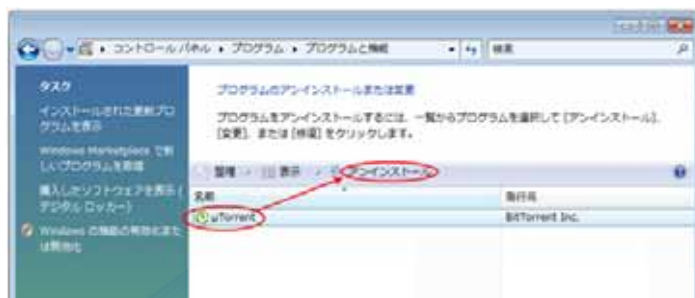 コントロール パネル ▸ プログラム ▸ プログラムと機能
検索
タスク
インストールされた更新プロ
グラムを表示
Windows Marketplace で新
しいプログラムを取得
購入したソフトウェアを表示 (
デジタル ロッカー)
Windows の機能の有効化また
は無効化
プログラムのアンインストールまたは変更
プログラムをアンインストールするには、一覧からプログラムを選択して [アンインストール]、
[変更]、または [修復] をクリックします。
整理
表示
アンインストール
名前
発行元
µTorrent
BitTorrent Inc.